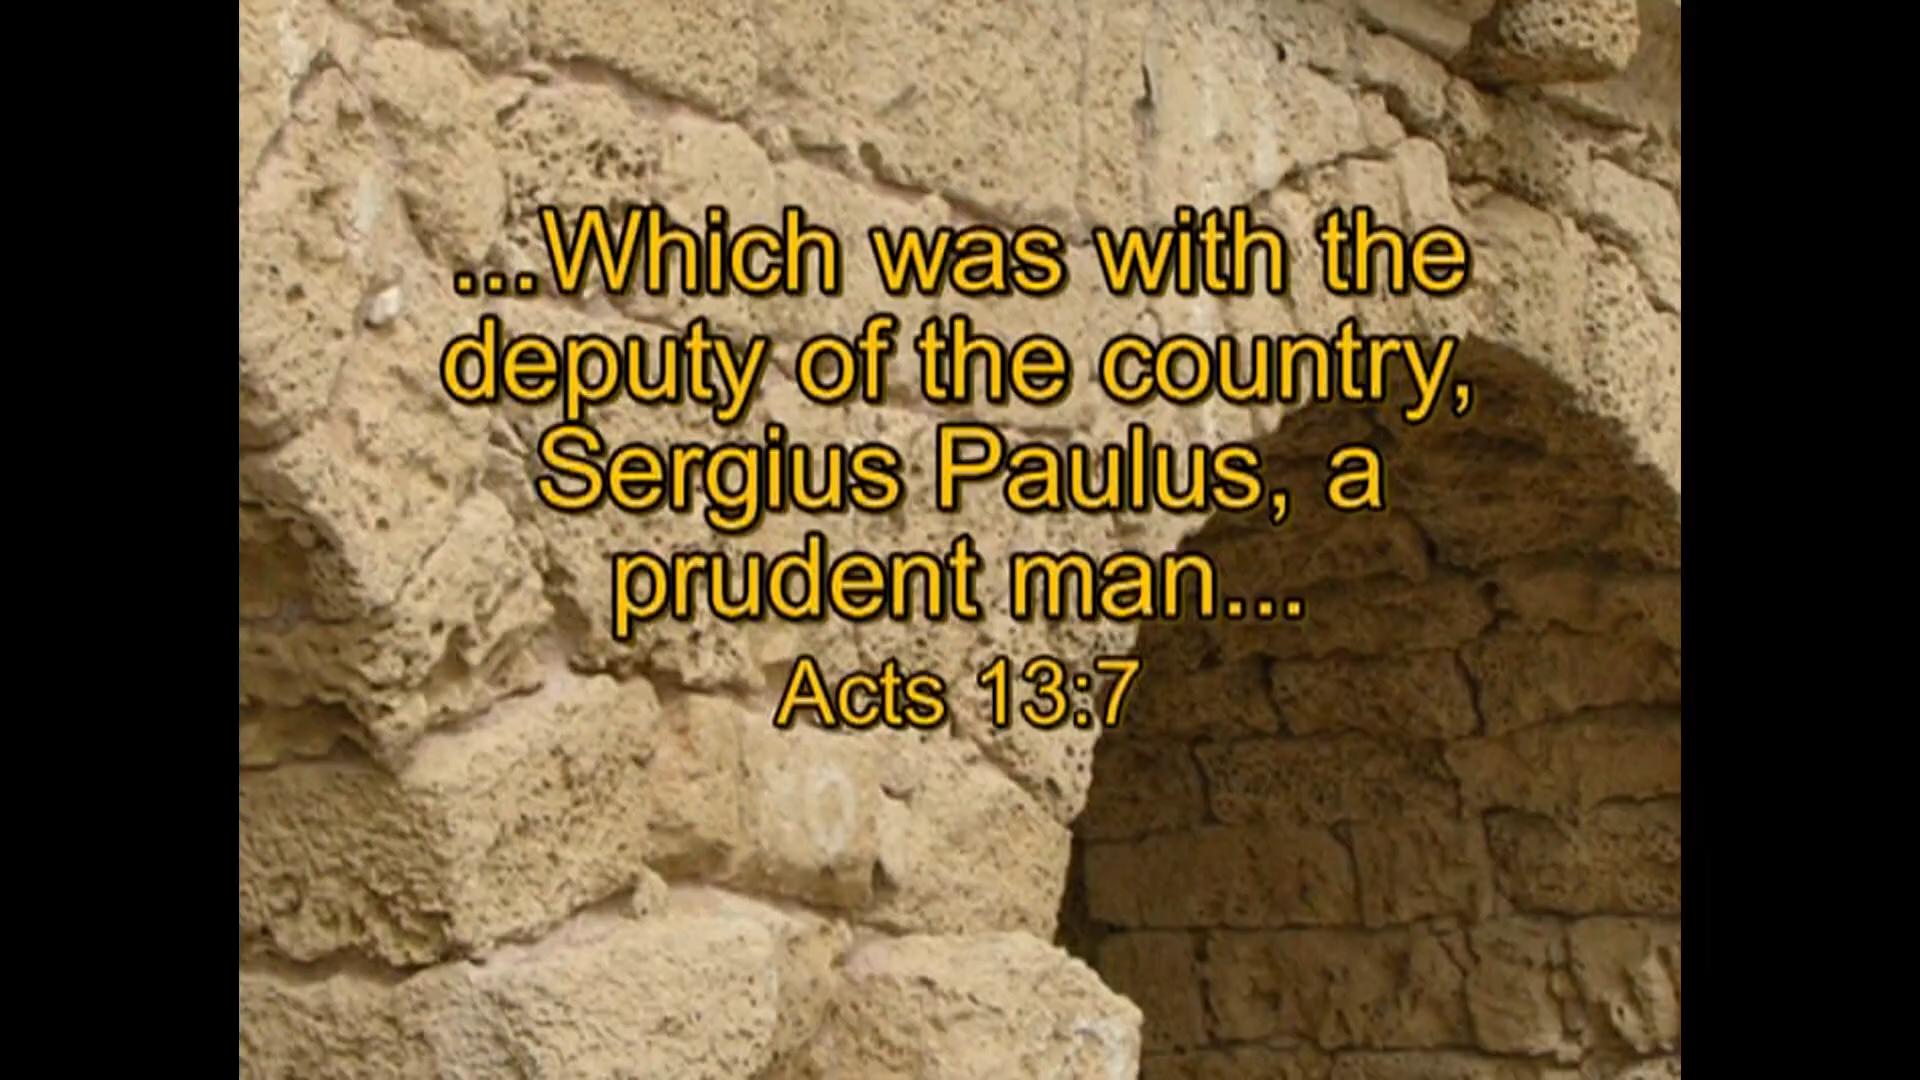 ...Which was with the
deputy of the country,
Sergius Paulus, a
prudent man...
Acts 13:7